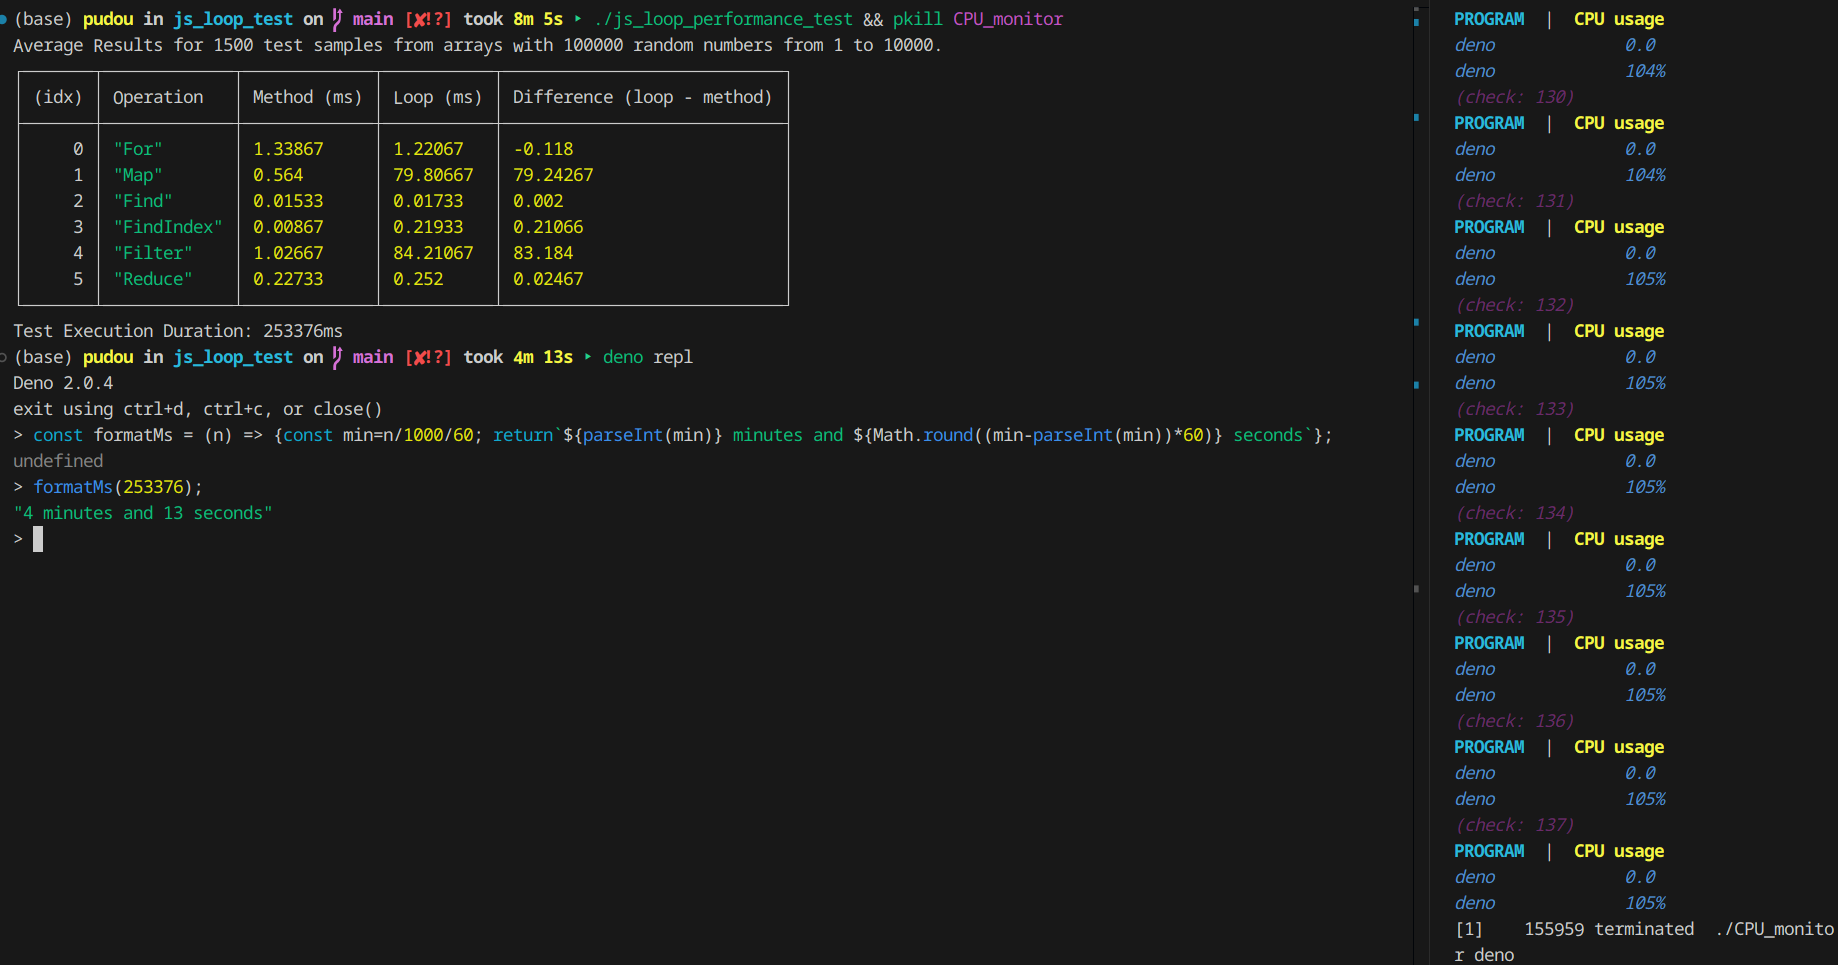 (base) pudou in js_loop_test on main [✘!?] took 8m 5s ‣ ./js_loop_performance_test && pkill CPU_monitor
Average Results for 1500 test samples from arrays with 100000 random numbers from 1 to 10000.
(idx) Operation Method (ms) Loop (ms) Difference (loop - method)
0 "For" 1.33867 1.22067 -0.118
1 "Map" 0.564 79.80667 79.24267
2 "Find" 0.01533 0.01733 0.002
3 "FindIndex" 0.00867 0.21933 0.21066
4 "Filter" 1.02667 84.21067 83.184
5 "Reduce" 0.22733 0.252 0.02467
Test Execution Duration: 253376ms
(base) pudou in js_loop_test on main [✘!?] took 4m 13s ‣ deno repl
Deno 2.0.4
exit using ctrl+d, ctrl+c, or close()
> const formatMs = (n) => {const min=n/1000/60; return`${parseInt(min)} minutes and ${Math.round((min-parseInt(min))*60)} seconds`};
undefined
> formatMs(253376);
"4 minutes and 13 seconds"
>
PROGRAM | CPU usage
deno 0.0
deno 104%
(check: 130)
PROGRAM | CPU usage
deno 0.0
deno 104%
(check: 131)
PROGRAM | CPU usage
deno 0.0
deno 105%
(check: 132)
PROGRAM | CPU usage
deno 0.0
deno 105%
(check: 133)
PROGRAM | CPU usage
deno 0.0
deno 105%
(check: 134)
PROGRAM | CPU usage
deno 0.0
deno 105%
(check: 135)
PROGRAM | CPU usage
deno 0.0
deno 105%
(check: 136)
PROGRAM | CPU usage
deno 0.0
deno 105%
(check: 137)
PROGRAM | CPU usage
deno 0.0
deno 105%
[1] 155959 terminated ./CPU_monito
r deno